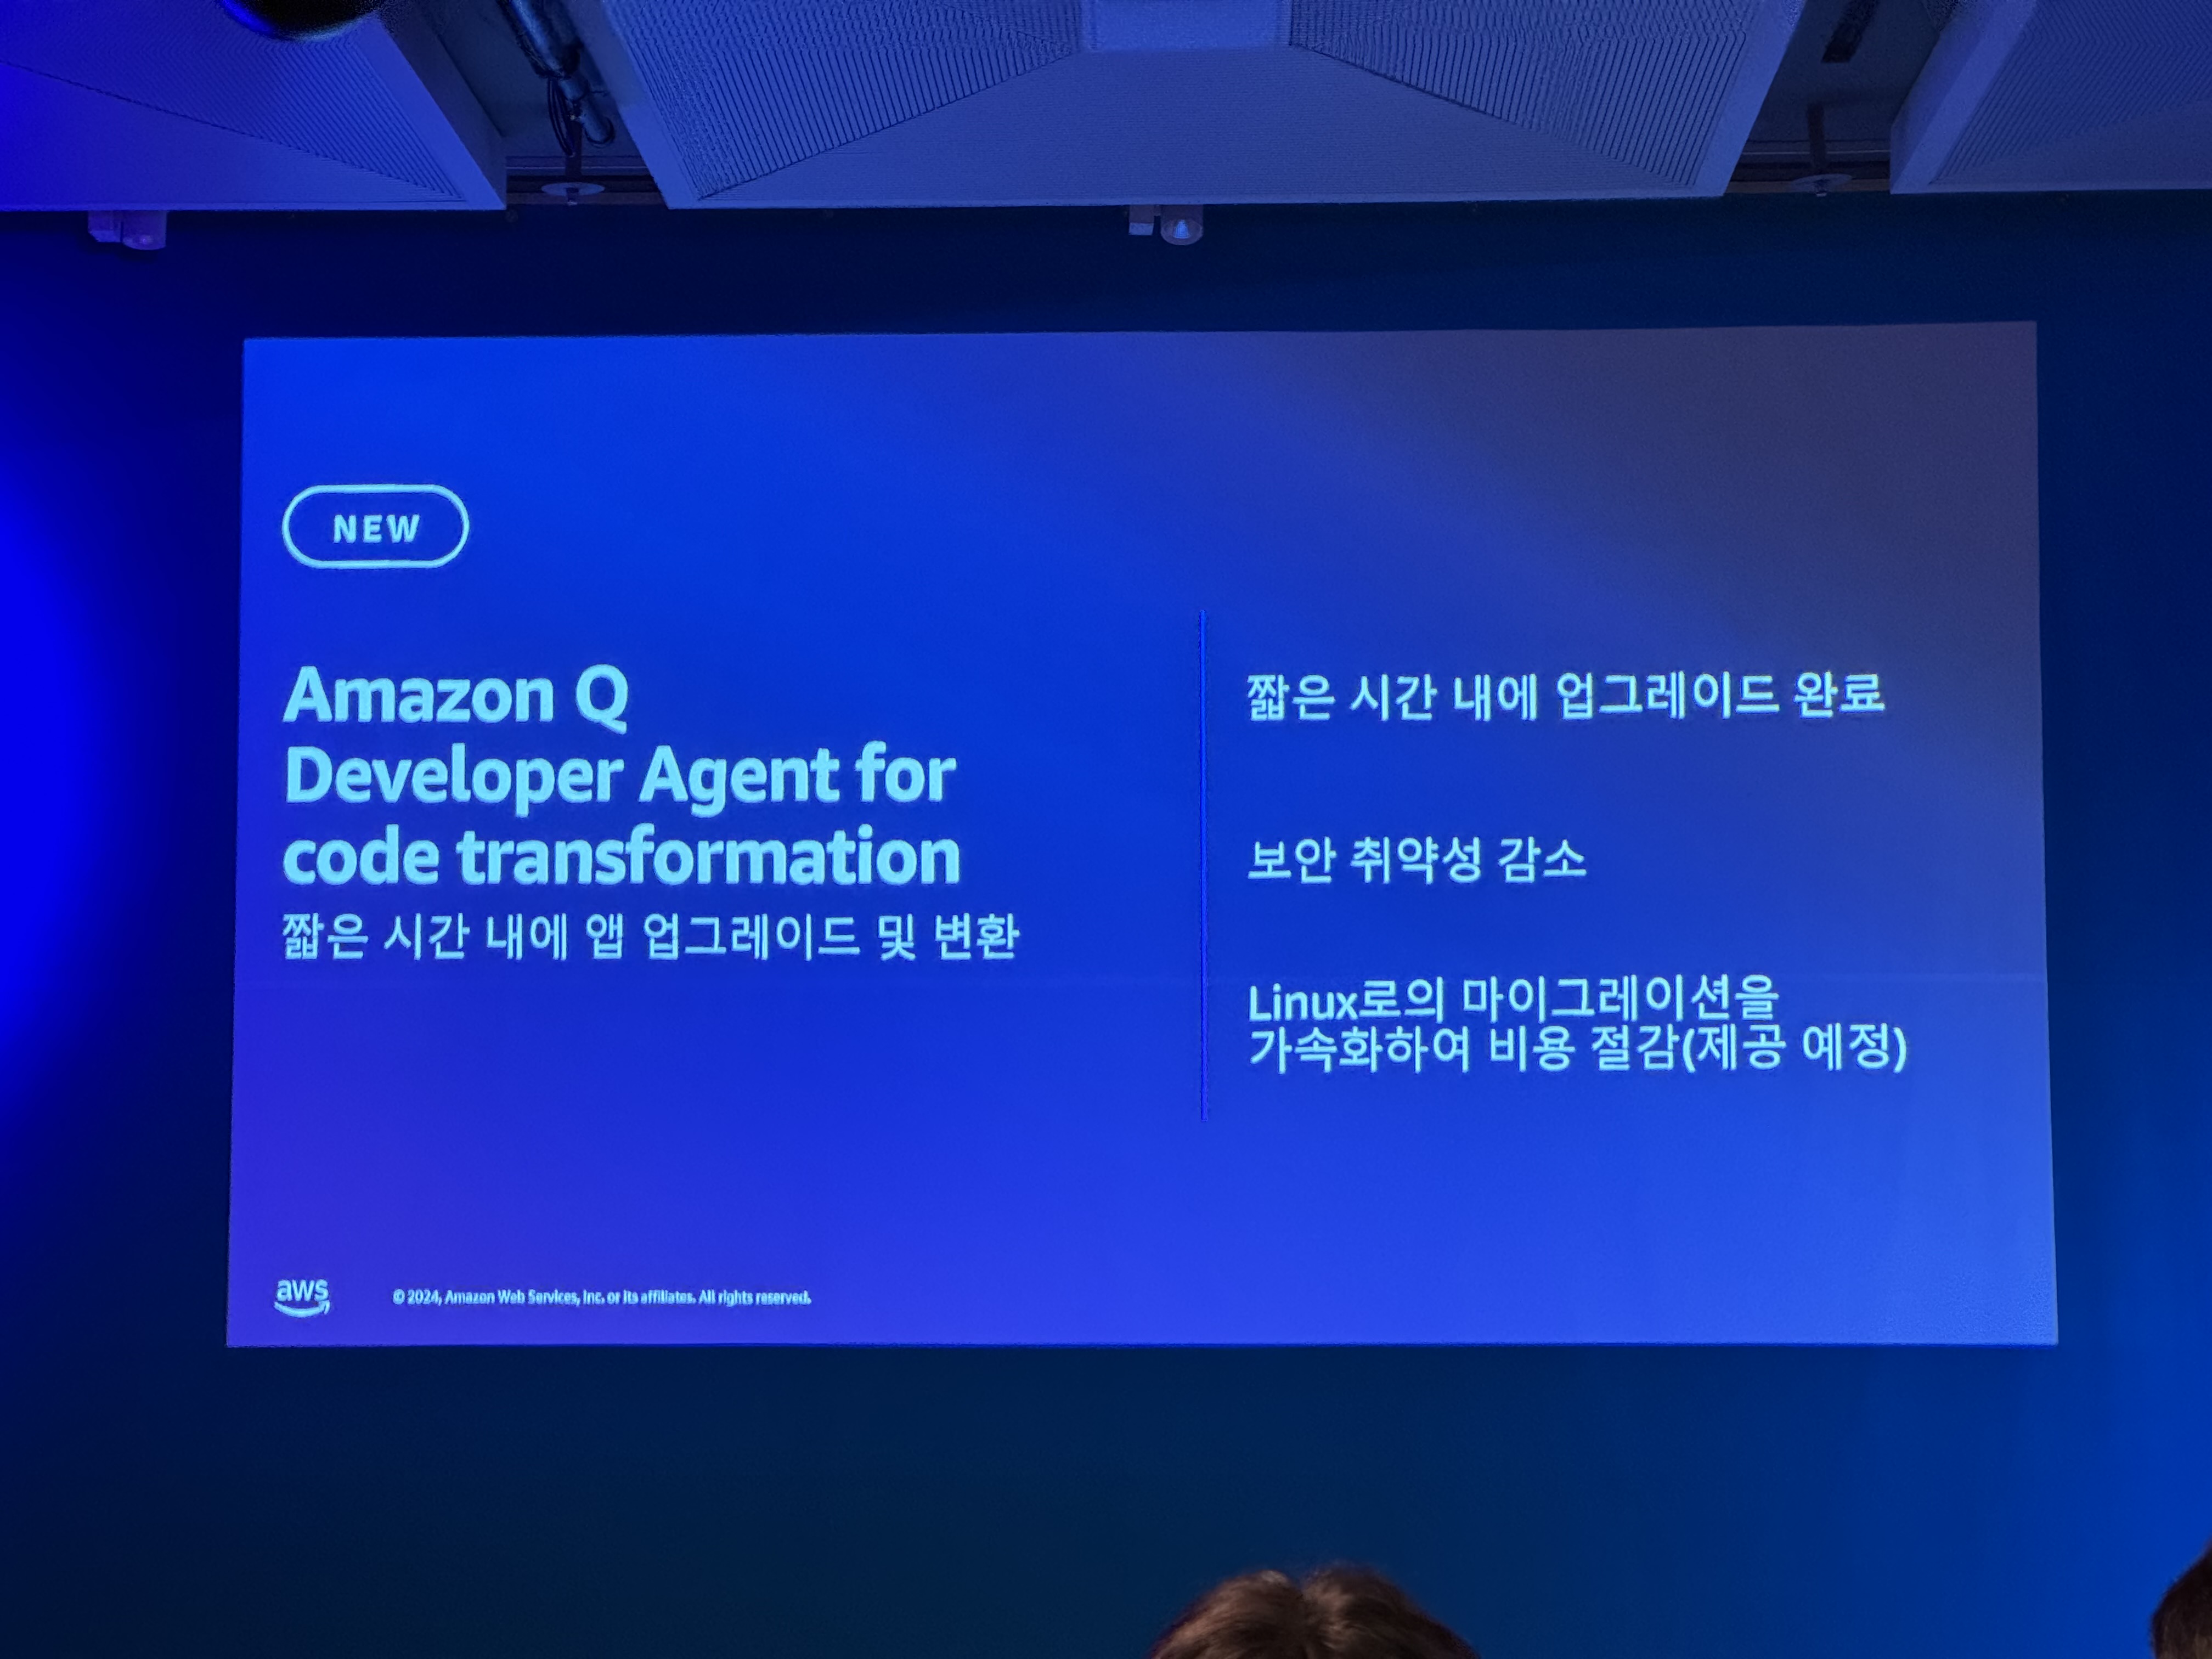 NEW
Amazon Q
Developer Agent for
code transformation
짧은 시간 내에 앱 업그레이드 및 변환
짧은 시간 내에 업그레이드 완료
보안 취약성 감소
Linux로의 마이그레이션을
가속화하여 비용 절감(제공 예정)
aws
© 2024, Amazon Web Services, Inc. or its affiliates. All rights reserved.